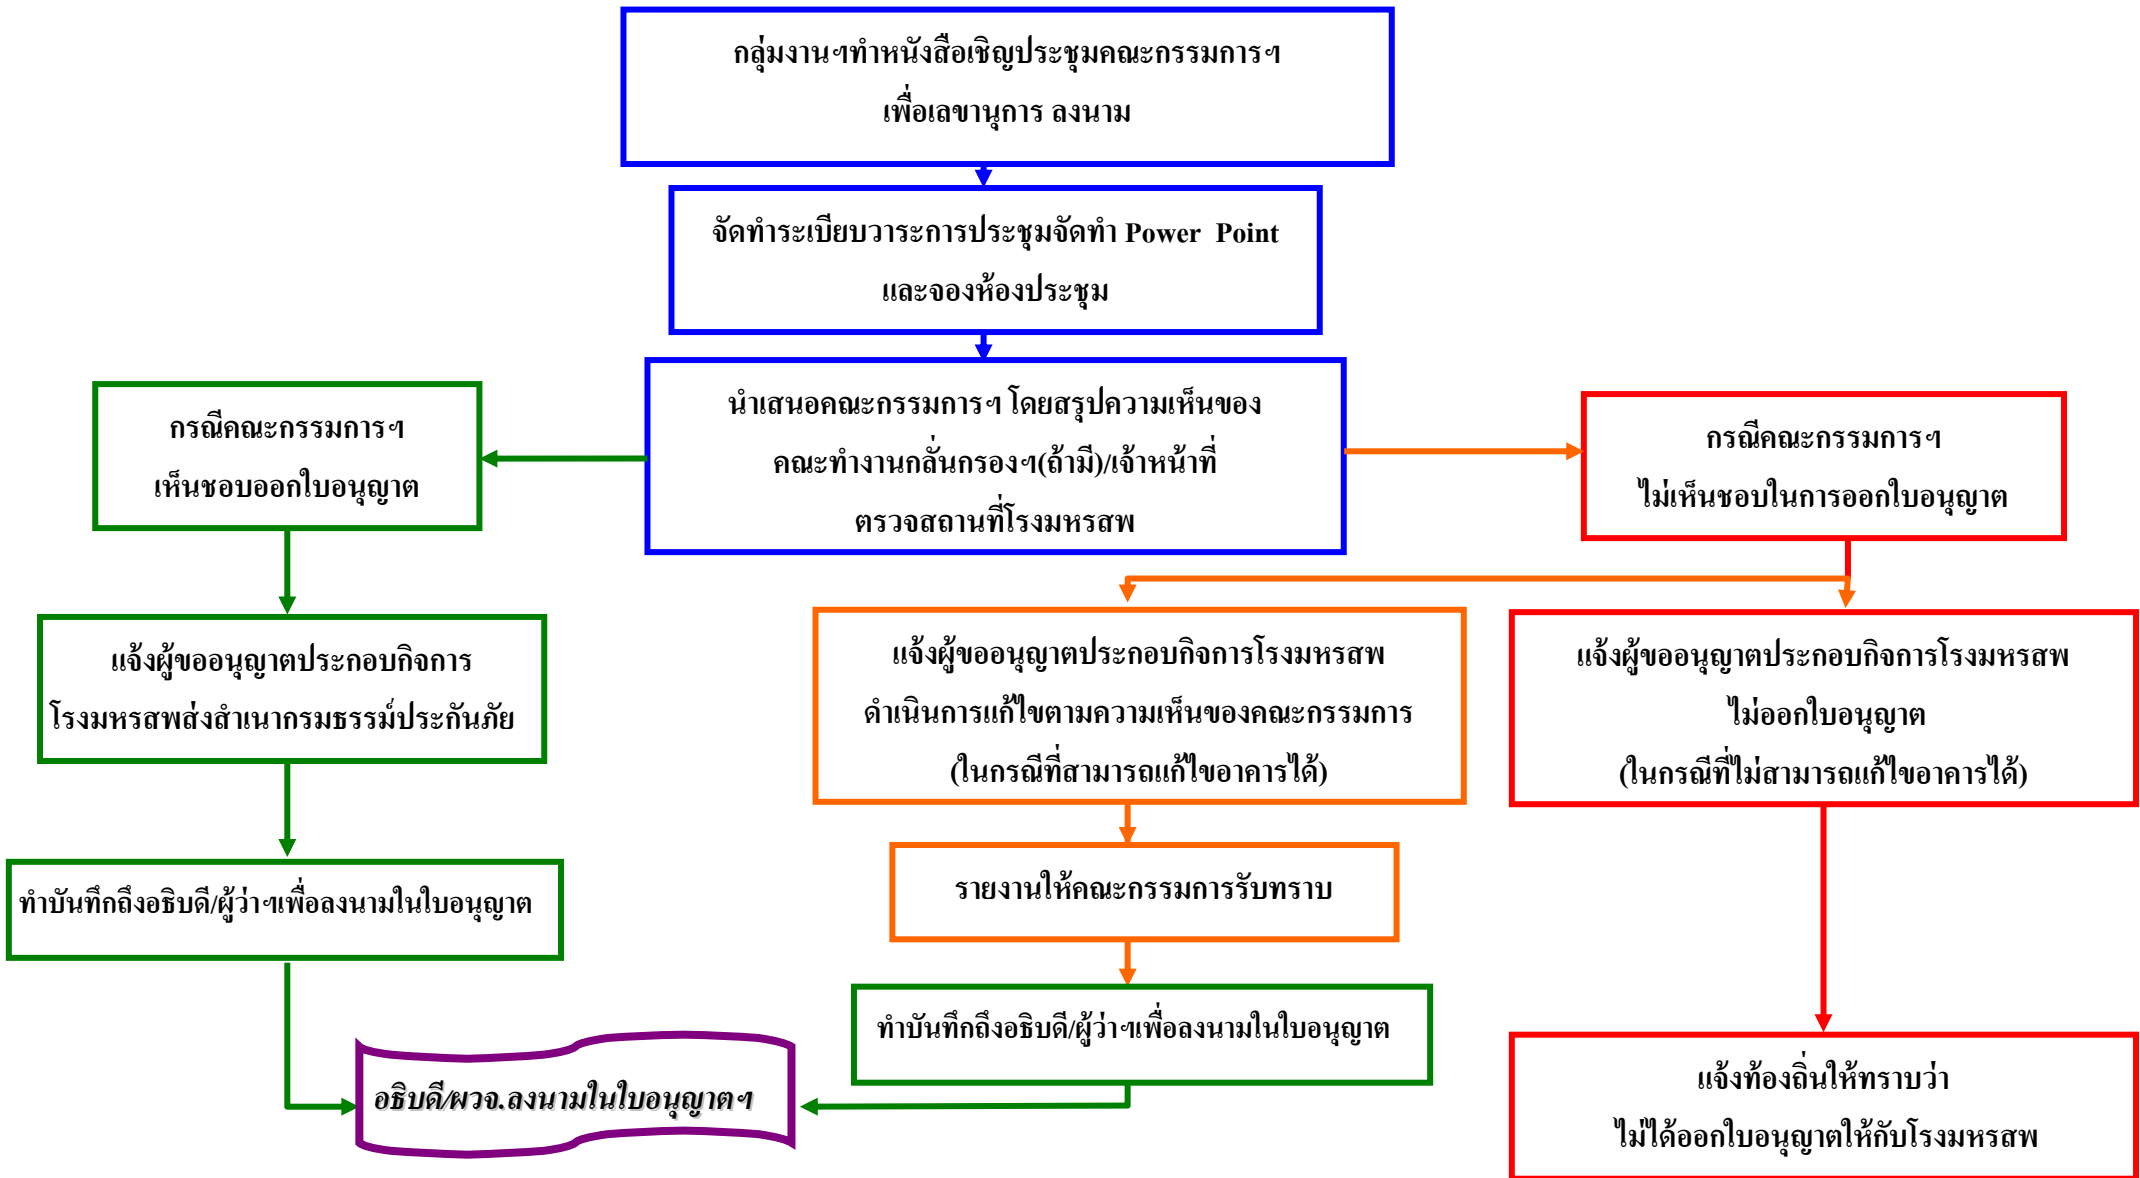 กลุ่มงานฯทำหนังสือเชิญประชุมคณะกรรมการฯ
เพื่อเลขานุการ ลงนาม
จัดทำระเบียบวาระการประชุมจัดทำ Power Point
และจองห้องประชุม
นำเสนอคณะกรรมการฯ โดยสรุปความเห็นของ
คณะทำงานกลั่นกรองฯ(ถ้ามี)/เจ้าหน้าที่
ตรวจสถานที่โรงมหรสพ
กรณีคณะกรรมการฯ
เห็นชอบออกใบอนุญาต
กรณีคณะกรรมการฯ
ไม่เห็นชอบในการออกใบอนุญาต
แจ้งผู้ขออนุญาตประกอบกิจการ
โรงมหรสพส่งสำเนากรมธรรม์ประกันภัย
แจ้งผู้ขออนุญาตประกอบกิจการโรงมหรสพ
ดำเนินการแก้ไขตามความเห็นของคณะกรรมการ
(ในกรณีที่สามารถแก้ไขอาคารได้)
แจ้งผู้ขออนุญาตประกอบกิจการโรงมหรสพ
ไม่ออกใบอนุญาต
(ในกรณีที่ไม่สามารถแก้ไขอาคารได้)
ทำบันทึกถึงอธิบดี/ผู้ว่าฯเพื่อลงนามในใบอนุญาต
รายงานให้คณะกรรมการรับทราบ
ทำบันทึกถึงอธิบดี/ผู้ว่าฯเพื่อลงนามในใบอนุญาต
อธิบดี/ผวจ.ลงนามในใบอนุญาตฯ
แจ้งท้องถิ่นให้ทราบว่า
ไม่ได้ออกใบอนุญาตให้กับโรงมหรสพ